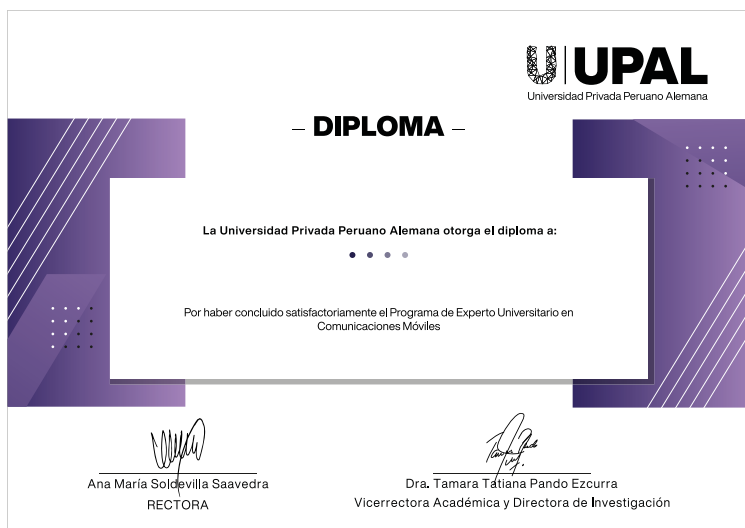 UPAL
Universidad Privada Peruano Alemana
– DIPLOMA –
La Universidad Privada Peruano Alemana otorga el diploma a:
Por haber concluido satisfactoriamente el Programa de Experto Universitario en
Comunicaciones Móviles
Ana María Soldevilla Saavedra
RECTORA
Dra. Tamara Tatiana Pando Ezcurra
Vicerrectora Académica y Directora de Investigación